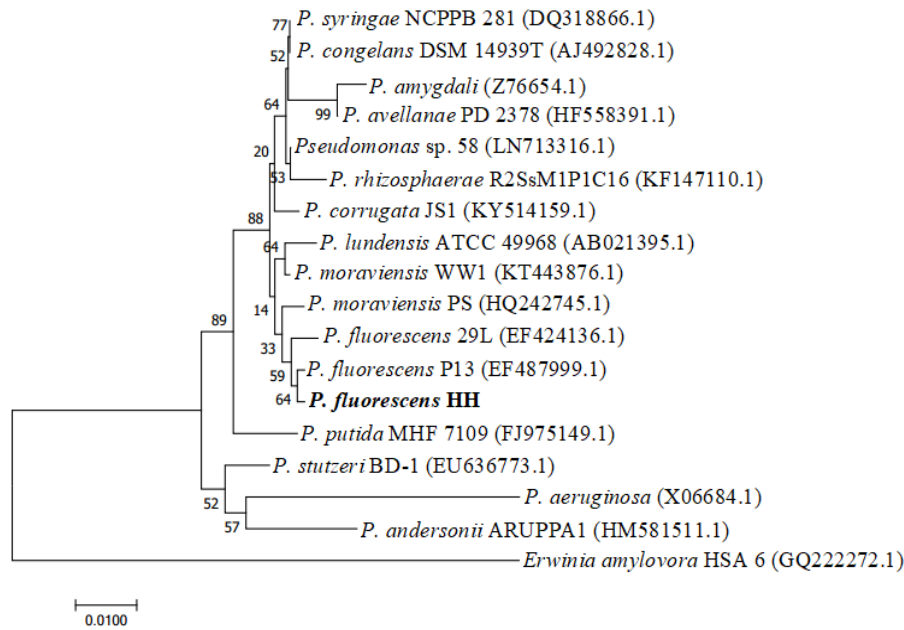 77 P. syringae NCPPB 281 (DQ318866.1)
52 P. congelans DSM 14939T (AJ492828.1)
P. amygdali (Z76654.1)
64
99 P. avellanae PD 2378 (HF558391.1)
20 Pseudomonas sp. 58 (LN713316.1)
53 P. rhizosphaerae R2SsM1P1C16 (KF147110.1)
88 P. corrugata JS1 (KY514159.1)
64 P. lundensis ATCC 49968 (AB021395.1)
P. moraviensis WW1 (KT443876.1)
14 P. moraviensis PS (HQ242745.1)
89
33 P. fluorescens 29L (EF424136.1)
59 P. fluorescens P13 (EF487999.1)
64 P. fluorescens HH
P. putida MHF 7109 (FJ975149.1)
P. stutzeri BD-1 (EU636773.1)
52 P. aeruginosa (X06684.1)
57 P. andersonii ARUPPA1 (HM581511.1)
Erwinia amylovora HSA 6 (GQ222272.1)
0.0100